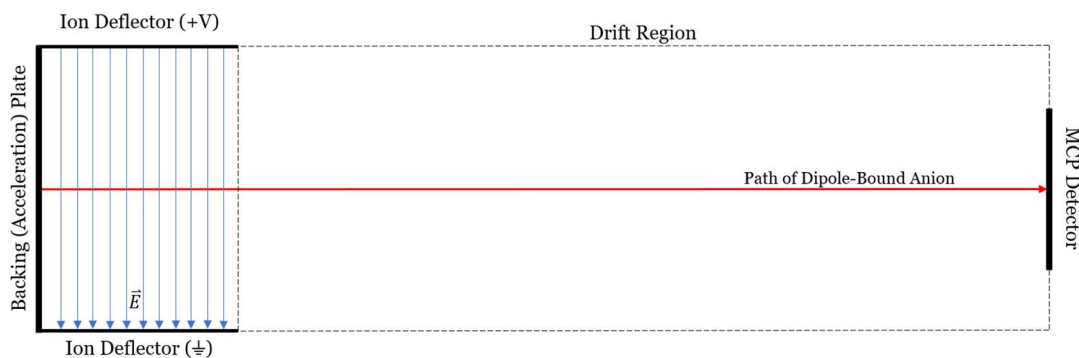 Ion Deflector (+V)
Drift Region
Backing (Acceleration) Plate
Path of Dipole-Bound Anion
MCP Detector
E⃗
Ion Deflector (⏚)